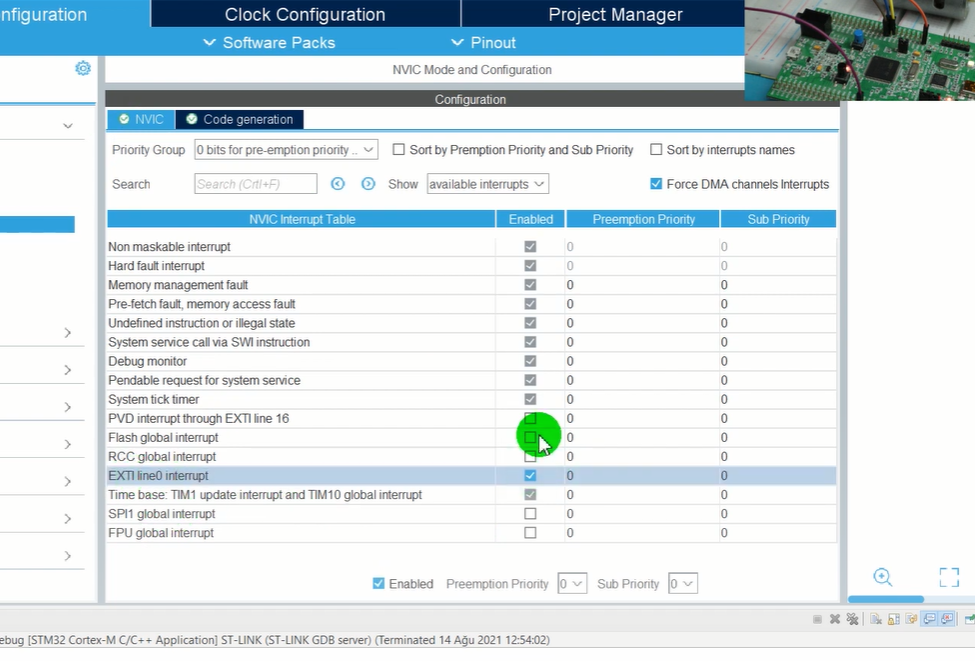 nfiguration
Clock Configuration
Project Manager
Software Packs
Pinout
NVIC Mode and Configuration
Configuration
NVIC
Code generation
Priority Group
0 bits for pre-emption priority ..
Sort by Premption Priority and Sub Priority
Sort by interrupts names
Search
Search (CrtI+F)
Show
available interrupts
Force DMA channels Interrupts
NVIC Interrupt Table Enabled Preemption Priority Sub Priority
Non maskable interrupt 0 0
Hard fault interrupt 0 0
Memory management fault 0 0
Pre-fetch fault, memory access fault 0 0
Undefined instruction or illegal state 0 0
System service call via SWI instruction 0 0
Debug monitor 0 0
Pendable request for system service 0 0
System tick timer 0 0
PVD interrupt through EXTI line 16 0 0
Flash global interrupt 0 0
RCC global interrupt 0 0
EXTI line0 interrupt 0 0
Time base: TIM1 update interrupt and TIM10 global interrupt 0 0
SPI1 global interrupt 0 0
FPU global interrupt 0 0
Enabled Preemption Priority 0 Sub Priority 0
ebug [STM32 Cortex-M C/C++ Application] ST-LINK (ST-LINK GDB server) (Terminated 14 Ağu 2021 12:54:02)